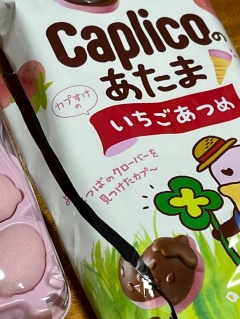 Caplicoの
あたま
カプすけ
の
いちごあつめ
つばのクローバーを
見つけたカプ〜